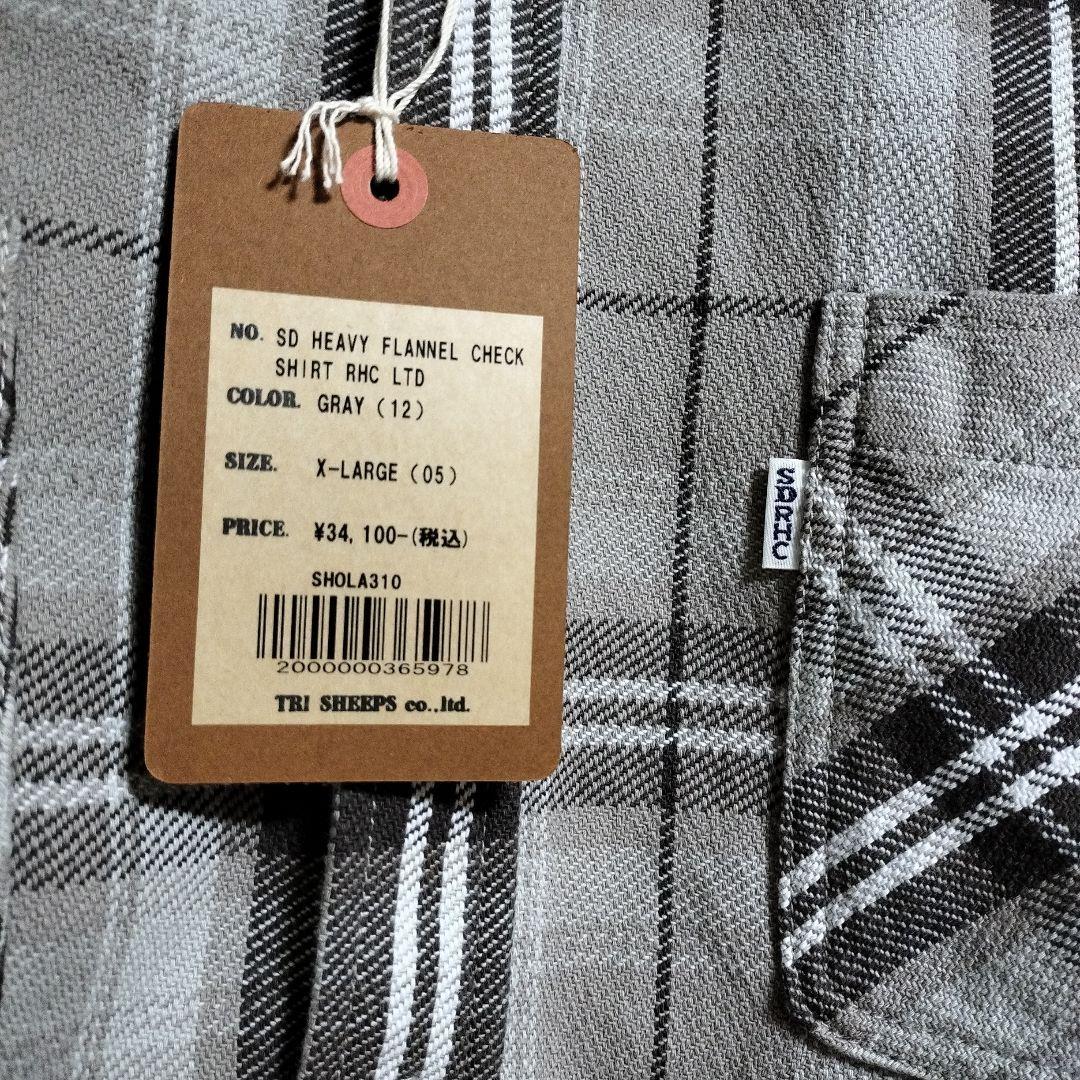 NO. SD HEAVY FLANNEL CHECK
SHIRT RHC LTD
COLOR. GRAY (12)
SIZE. X-LARGE (05)
PRICE. ¥34,100-(税込)
SHOLA310
2000000365978
TRI SHEEPS co.,ltd.
SDRHC